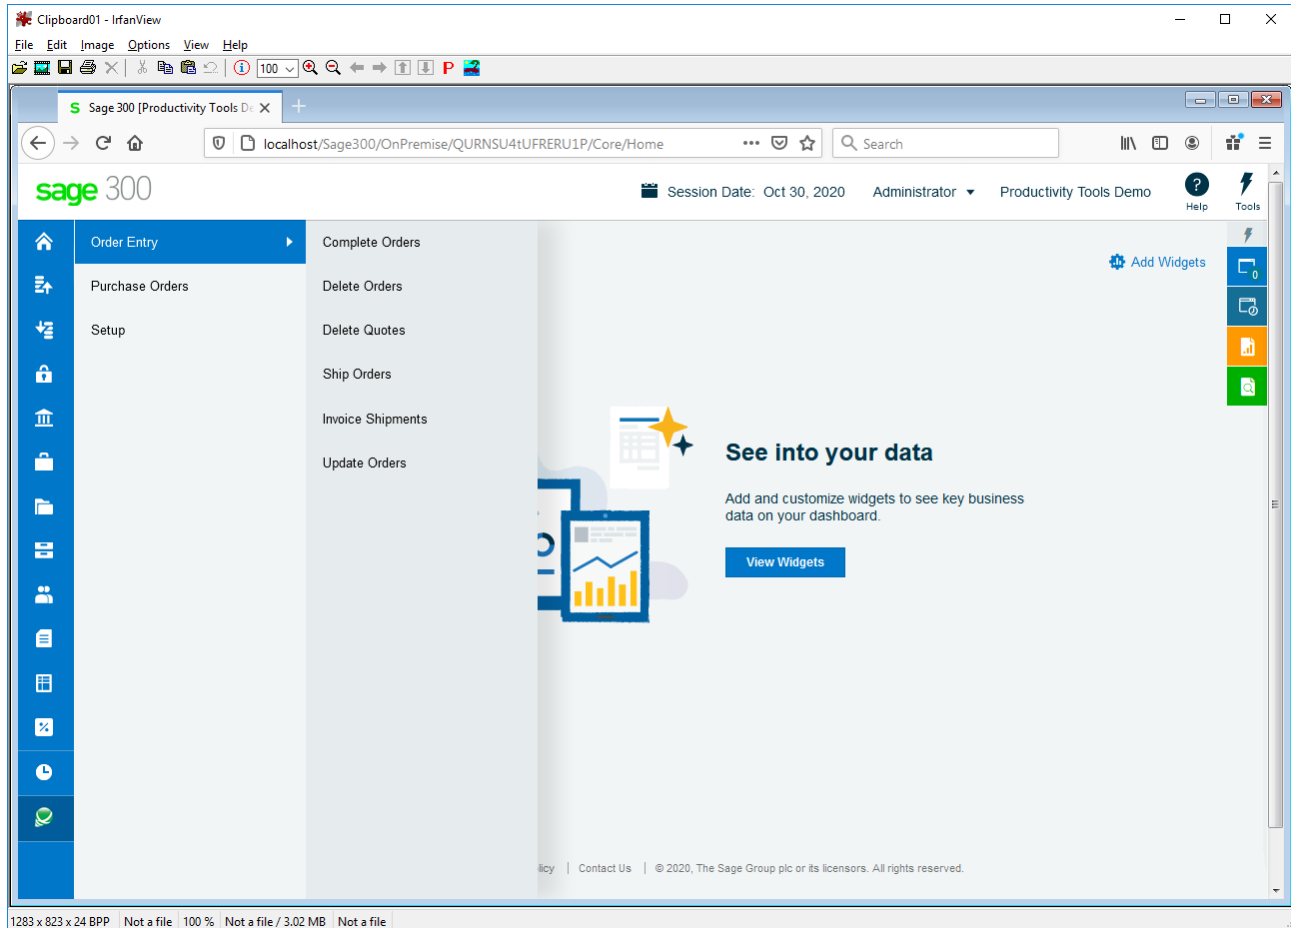 Clipboard01 - IrfanView
File Edit Image Options View Help
100
P
S Sage 300 [Productivity Tools De
localhost/Sage300/OnPremise/QURNSU4tUFRERU1P/Core/Home
Search
sage 300
Session Date: Oct 30, 2020 Administrator Productivity Tools Demo Help Tools
Order Entry
Purchase Orders
Setup
Complete Orders
Delete Orders
Delete Quotes
Ship Orders
Invoice Shipments
Update Orders
Add Widgets
0
See into your data
Add and customize widgets to see key business
data on your dashboard.
View Widgets
licy | Contact Us | © 2020, The Sage Group plc or its licensors. All rights reserved.
1283 x 823 x 24 BPP Not a file 100 % Not a file / 3.02 MB Not a file